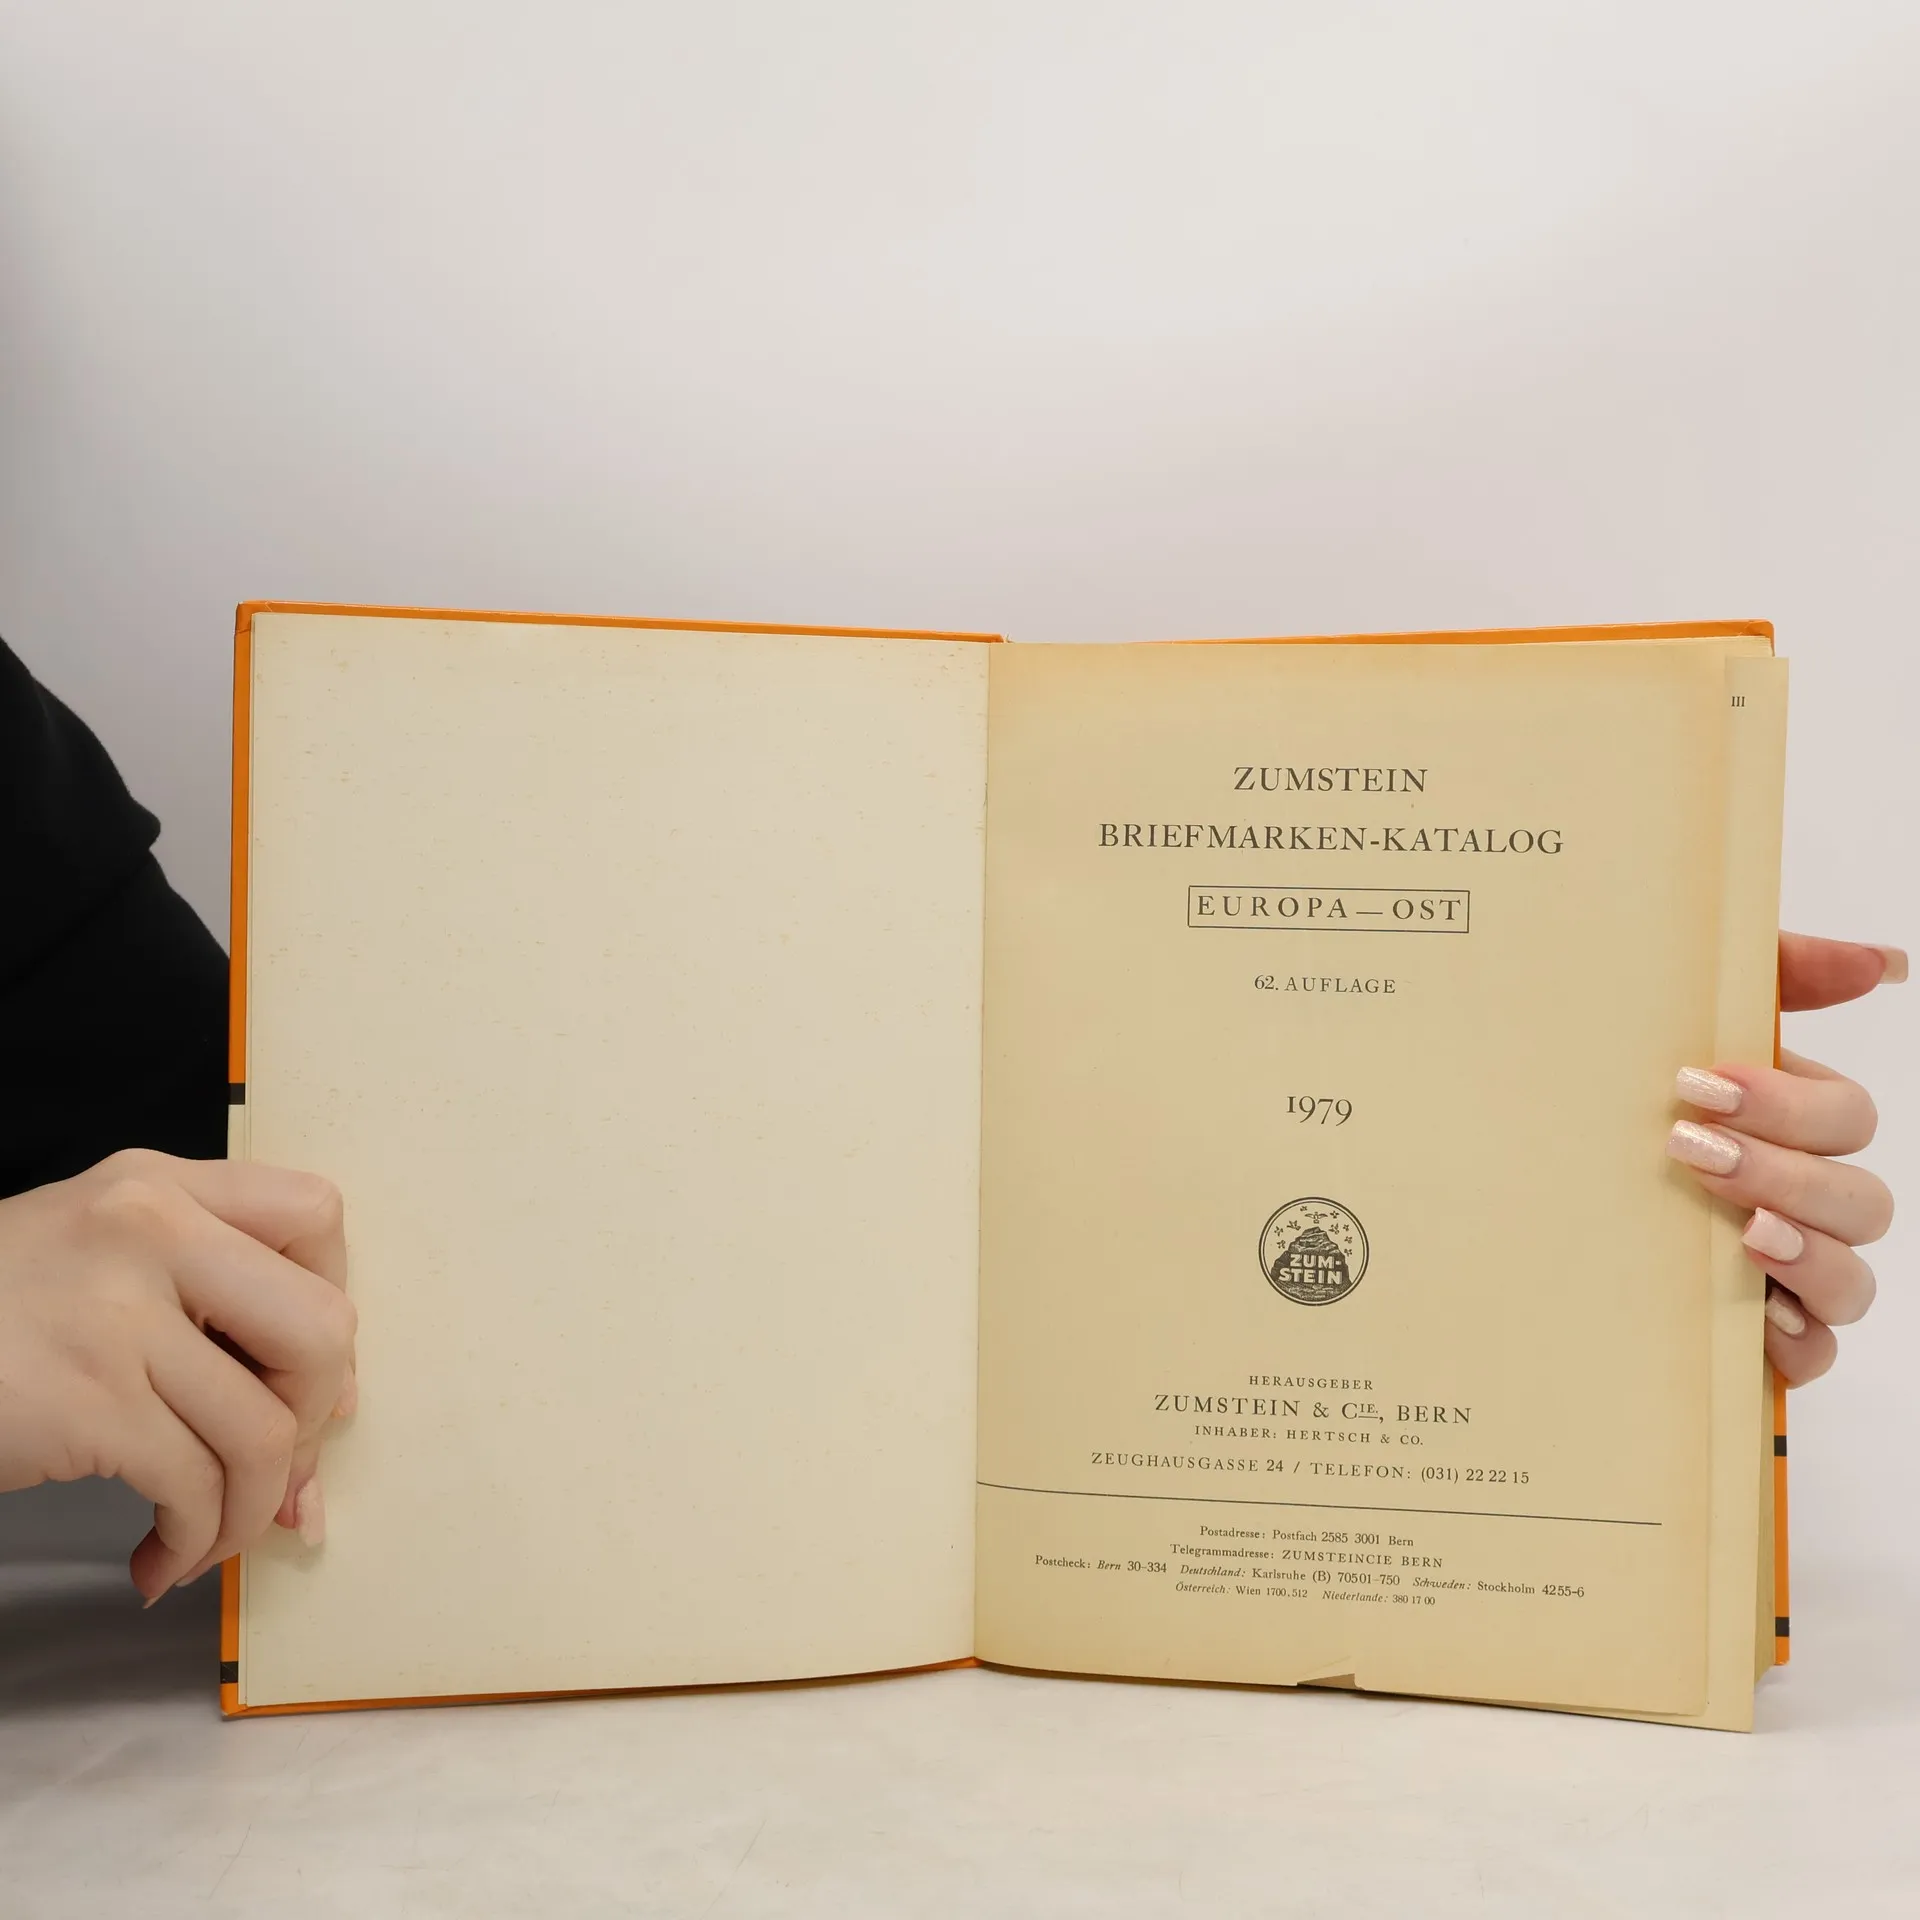 III
ZUMSTEIN
BRIEFMARKEN-KATALOG
EUROPA — OST
62. AUFLAGE
1979
ZUM-
STEIN
HERAUSGEBER
ZUMSTEIN & CIE., BERN
INHABER: HERTSCH & CO.
ZEUGHAUSGASSE 24 / TELEFON: (031) 22 22 15
Postadresse: Postfach 2585 3001 Bern
Telegrammadresse: ZUMSTEINCIE BERN
Postcheck: Bern 30-334 Deutschland: Karlsruhe (B) 70501-750 Schweden: Stockholm 4255-6
Österreich: Wien 1700.512 Niederlande: 380 17 00